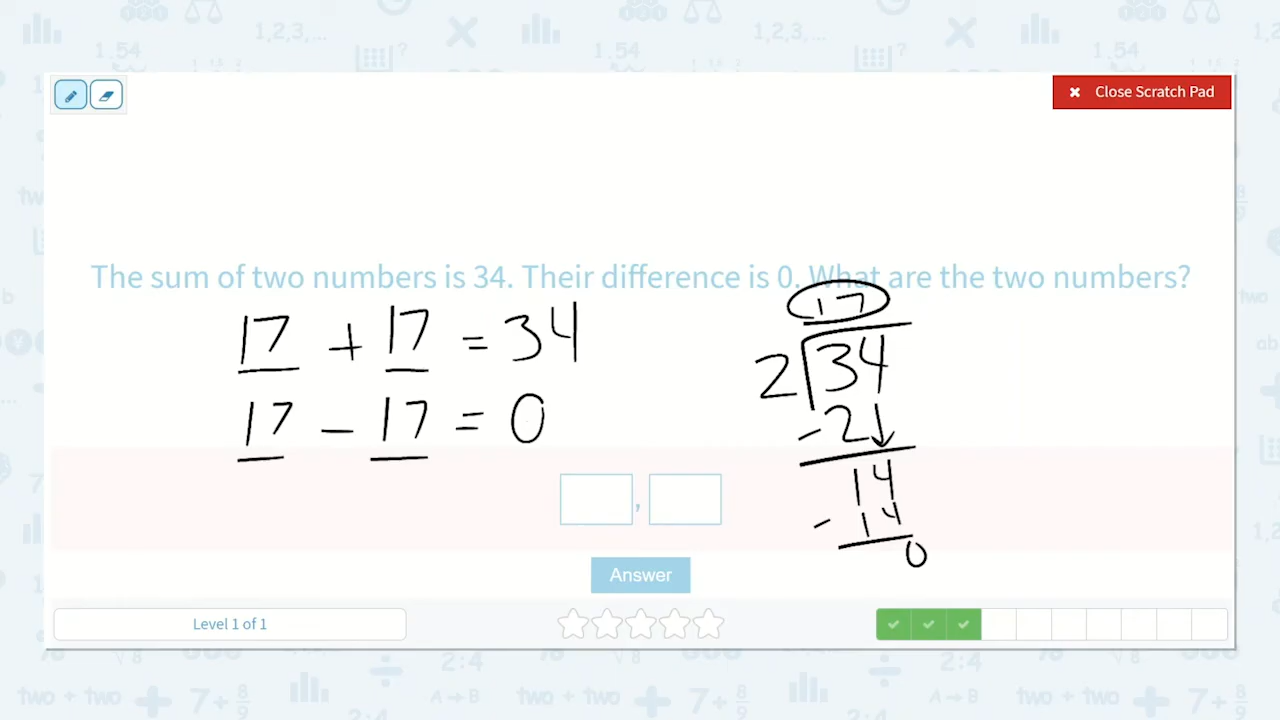 Close Scratch Pad
The sum of two numbers is 34. Their difference is 0. What are the two numbers?
17 + 17 = 34
17 - 17 = 0
17
2 34
- 2
14
- 14
0
,
Answer
Level 1 of 1